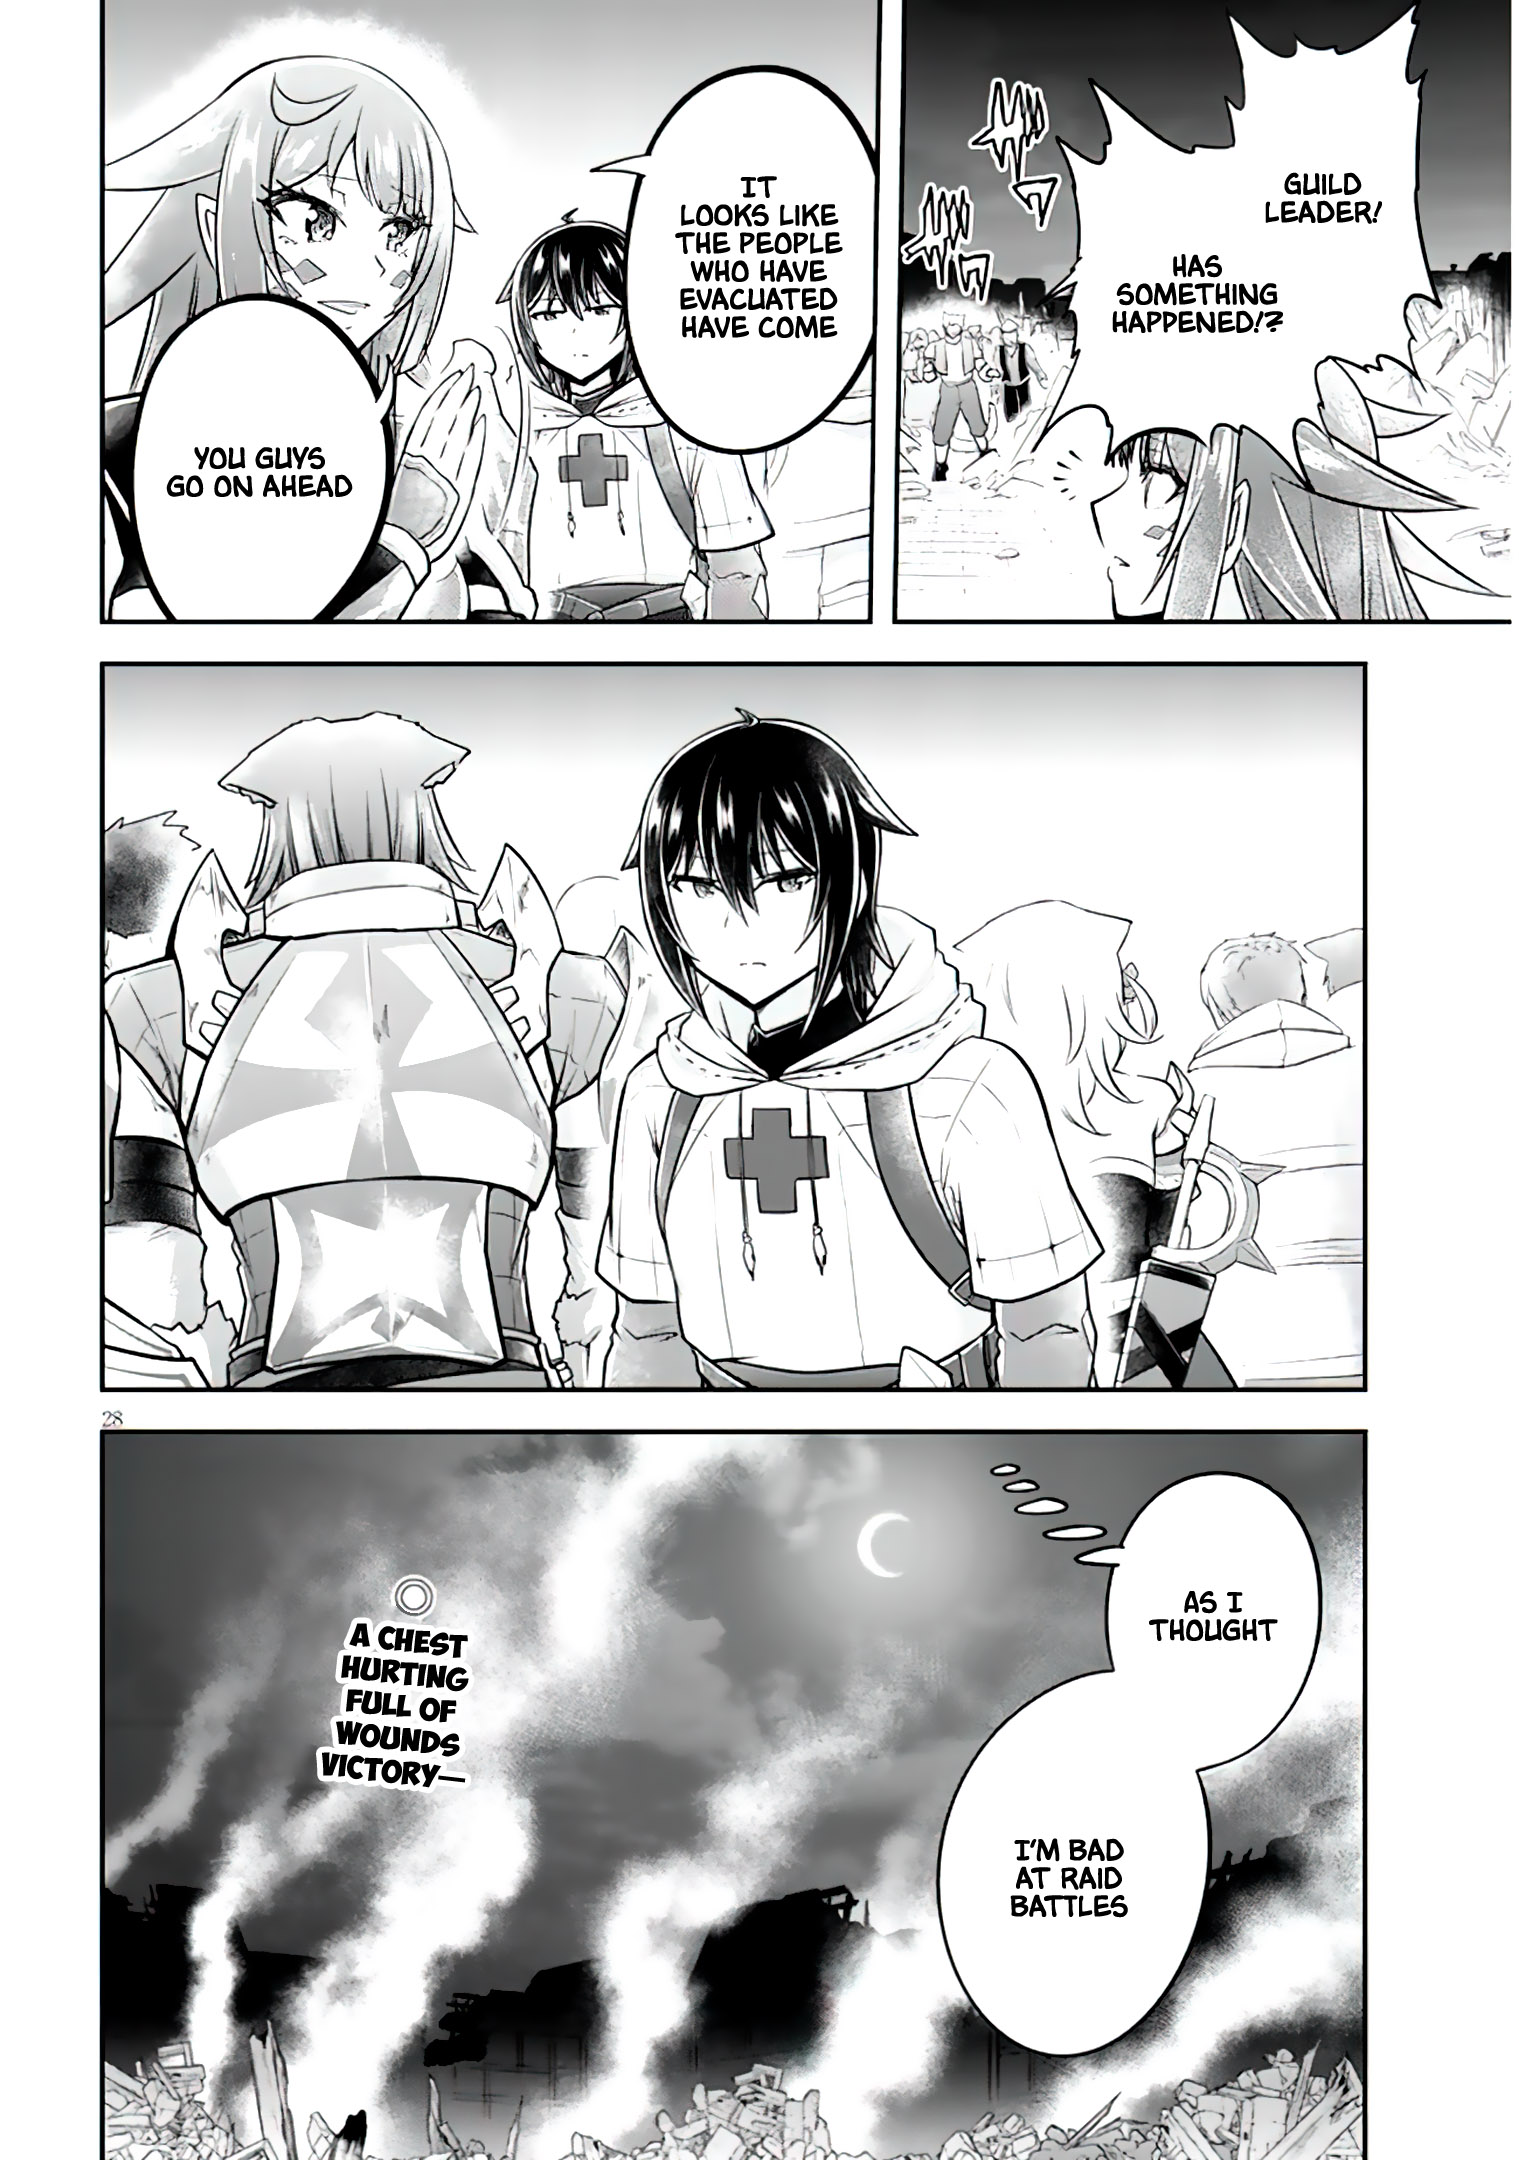 GUILD
LEADER!
HAS
SOMETHING
HAPPENED!?
IT
LOOKS LIKE
THE PEOPLE
WHO HAVE
EVACUATED
HAVE COME
YOU GUYS
GO ON AHEAD
28
AS I
THOUGHT
I'M BAD
AT RAID
BATTLES
A CHEST
HURTING
FULL OF
WOUNDS
VICTORY—